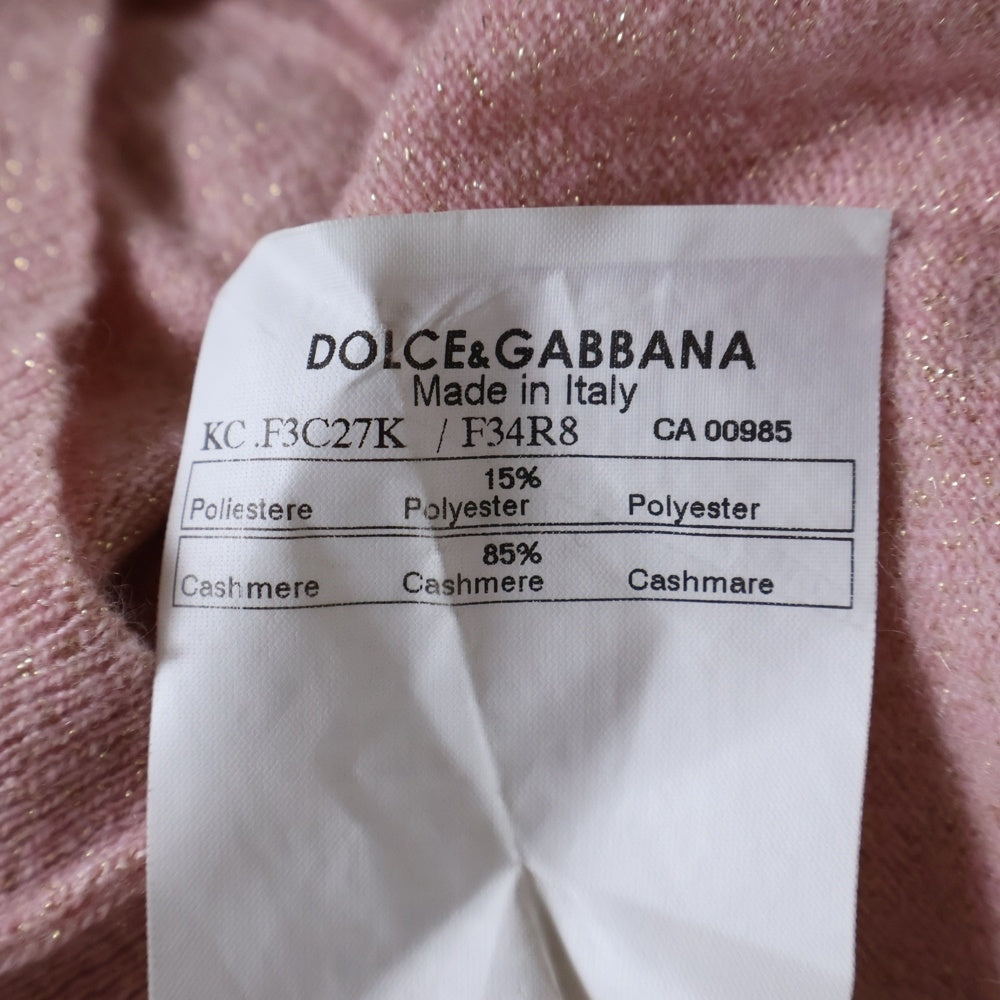 DOLCE&GABBANA
Made in Italy
KC .F3C27K / F34R8 CA 00985
15%
Poliestere Polyester Polyester
85%
Cashmere Cashmere Cashmare